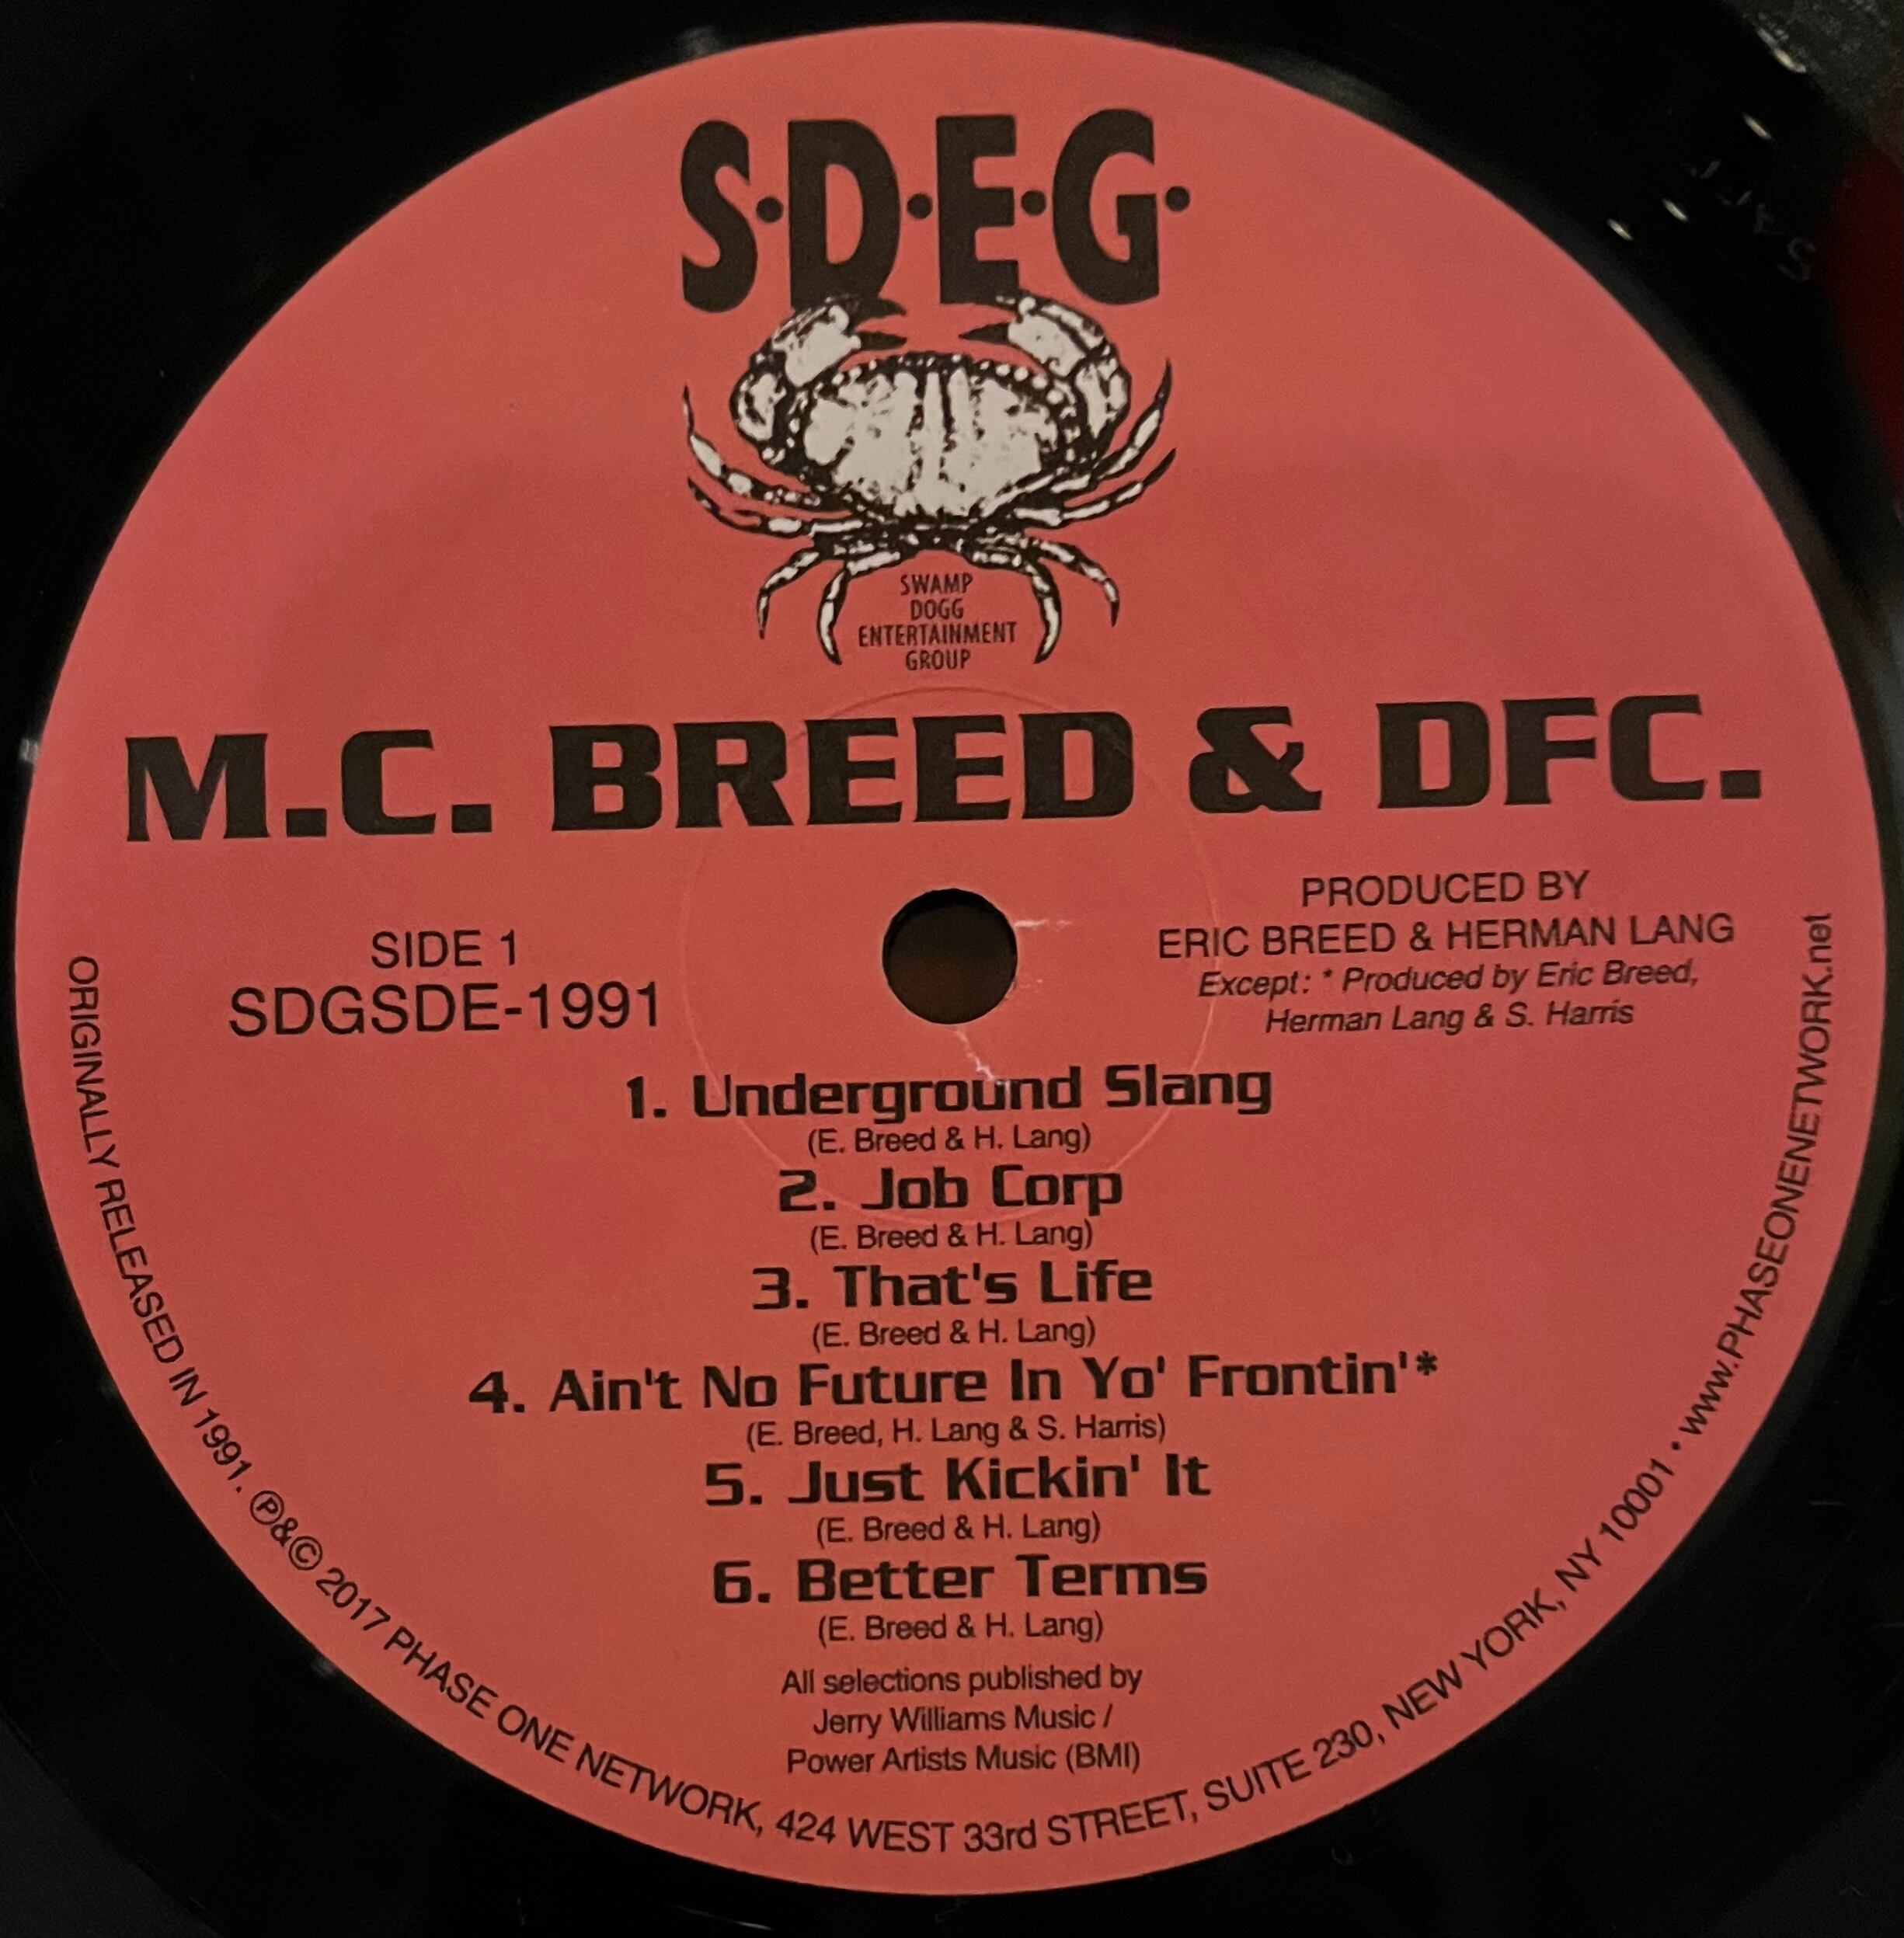 S·D·E·G·
SWAMP
DOGG
ENTERTAINMENT
GROUP
M.C. BREED & DFC.
SIDE 1
SDGSDE-1991
PRODUCED BY
ERIC BREED & HERMAN LANG
Except: * Produced by Eric Breed,
Herman Lang & S. Harris
1. Underground Slang
(E. Breed & H. Lang)
2. Job Corp
(E. Breed & H. Lang)
3. That's Life
(E. Breed & H. Lang)
4. Ain't No Future In Yo' Frontin'*
(E. Breed, H. Lang & S. Harris)
5. Just Kickin' It
(E. Breed & H. Lang)
6. Better Terms
(E. Breed & H. Lang)
All selections published by
Jerry Williams Music /
Power Artists Music (BMI)
ORIGINALLY RELEASED IN 1991. ℗&© 2017 PHASE ONE NETWORK, 424 WEST 33rd STREET, SUITE 230, NEW YORK, NY 10001 • www.PHASEONENETWORK.net